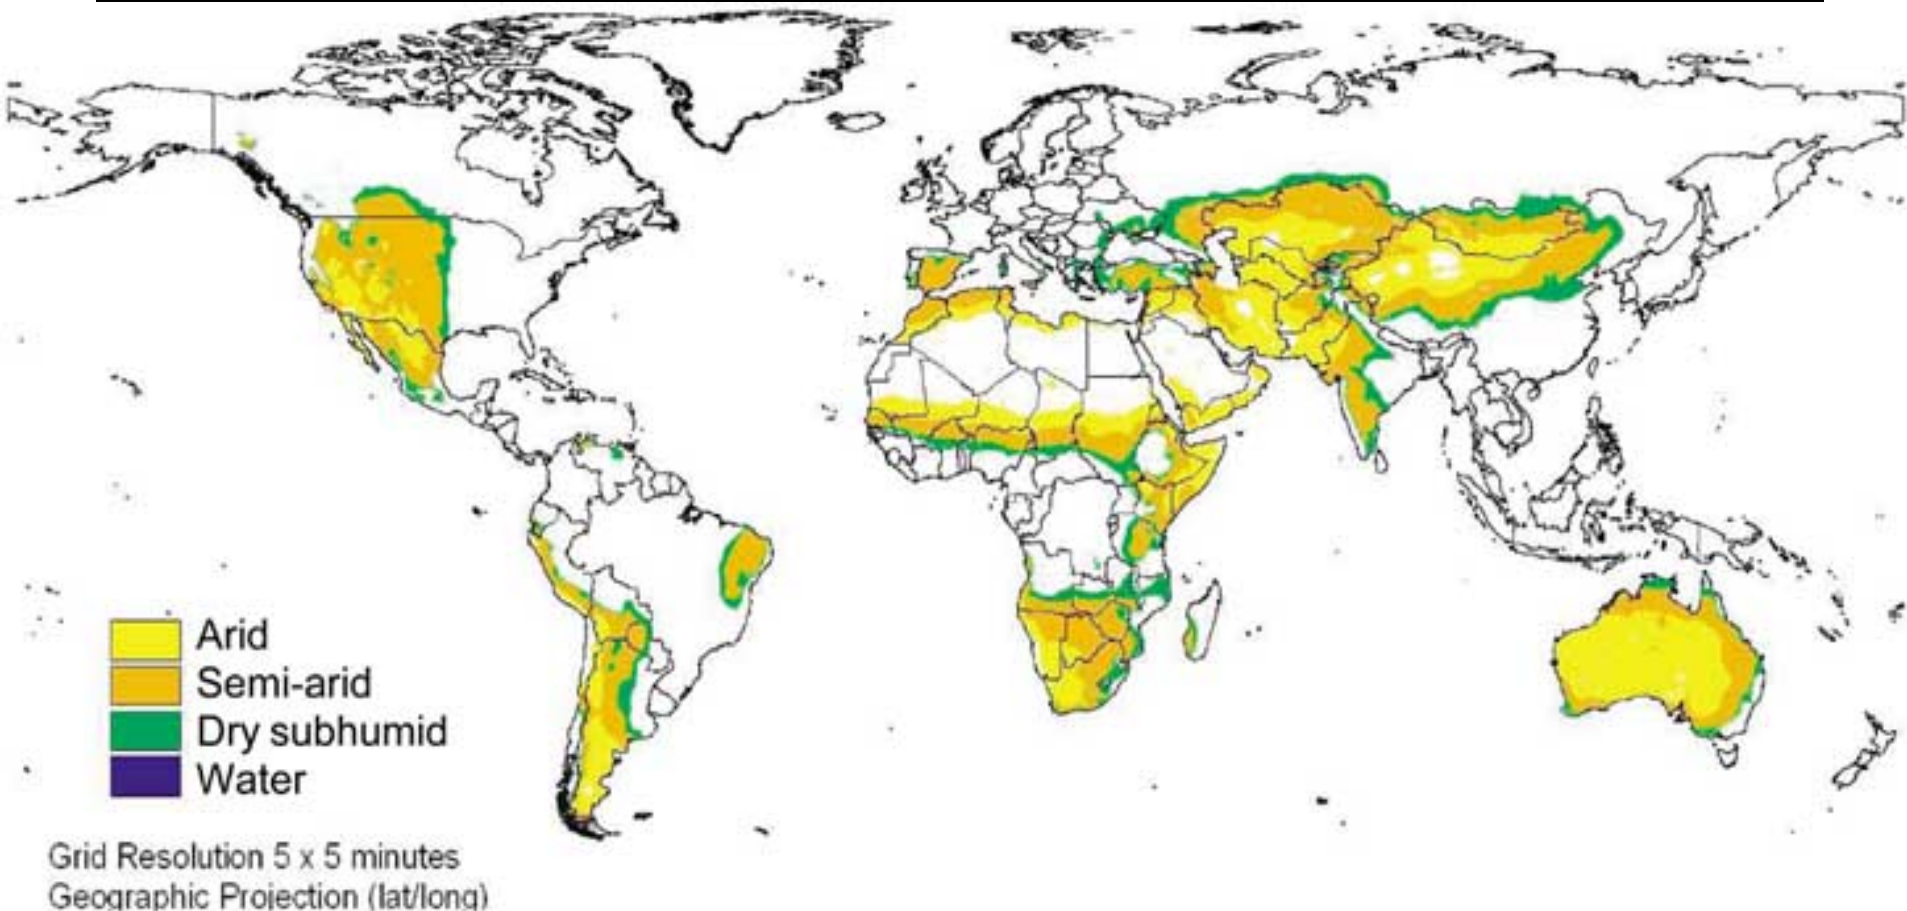 Arid
Semi-arid
Dry subhumid
Water
Grid Resolution 5 x 5 minutes
Geographic Projection (lat/long)